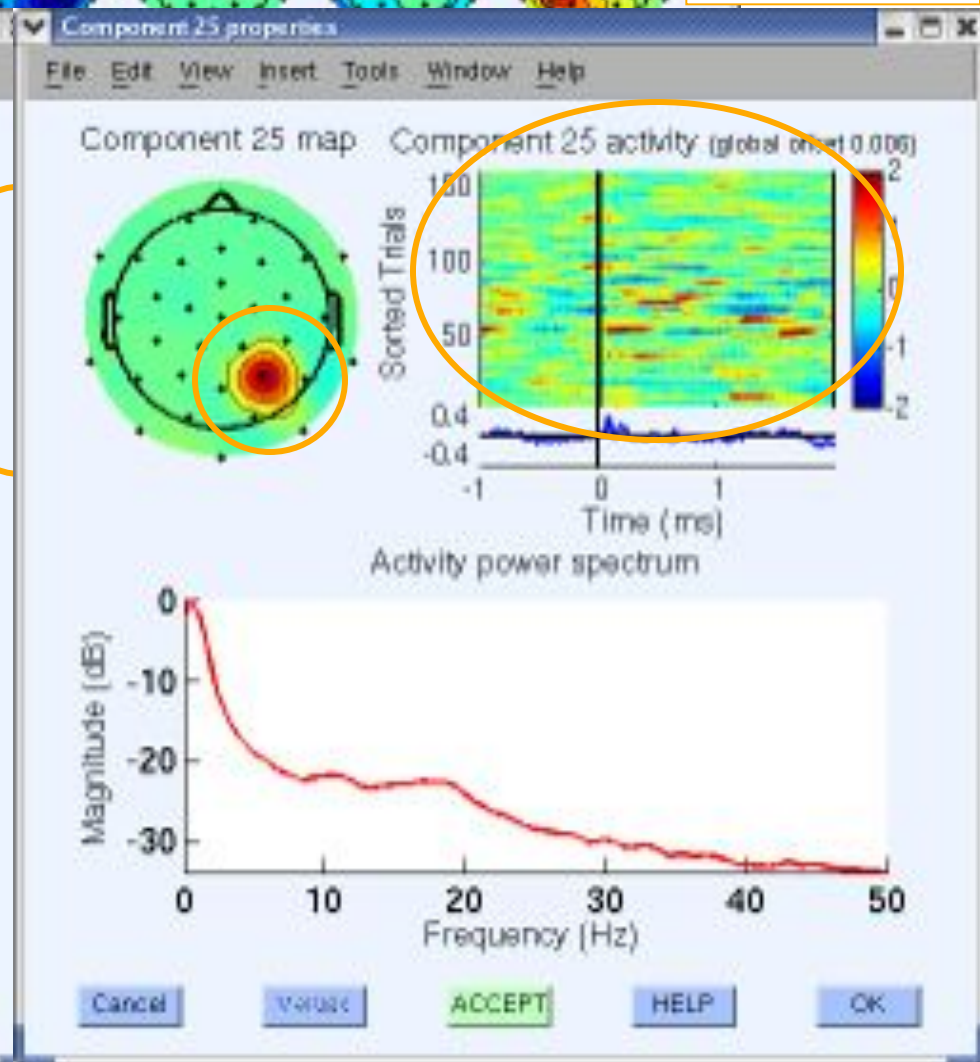 Component 25 properties
File Edit View Insert Tools Window Help
Component 25 map
Component 25 activity (global offset 0.006)
Sorted Trials
150
100
50
2
1
0
-1
-2
0.4
-0.4
-1 0 1
Time (ms)
Activity power spectrum
Magnitude (dB)
0
-10
-20
-30
0 10 20 30 40 50
Frequency (Hz)
Cancel ACCEPT HELP OK